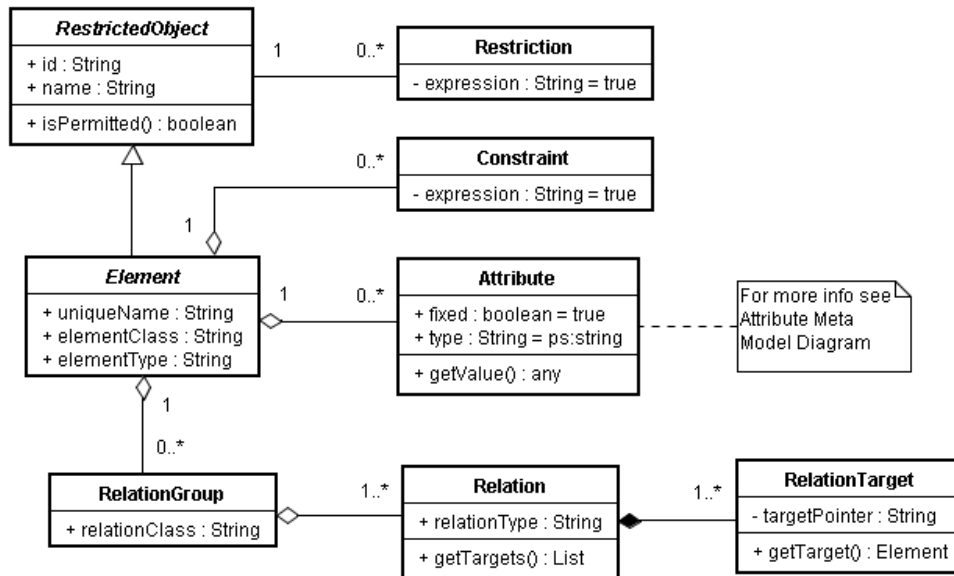 RestrictedObject
+ id : String
+ name : String
+ isPermitted() : boolean
1
0..*
Restriction
- expression : String = true
0..*
Constraint
- expression : String = true
1
Element
+ uniqueName : String
+ elementClass : String
+ elementType : String
1
0..*
Attribute
+ fixed : boolean = true
+ type : String = ps:string
+ getValue() : any
For more info see
Attribute Meta
Model Diagram
1
0..*
RelationGroup
+ relationClass : String
1..*
Relation
+ relationType : String
+ getTargets() : List
1..*
RelationTarget
- targetPointer : String
+ getTarget() : Element